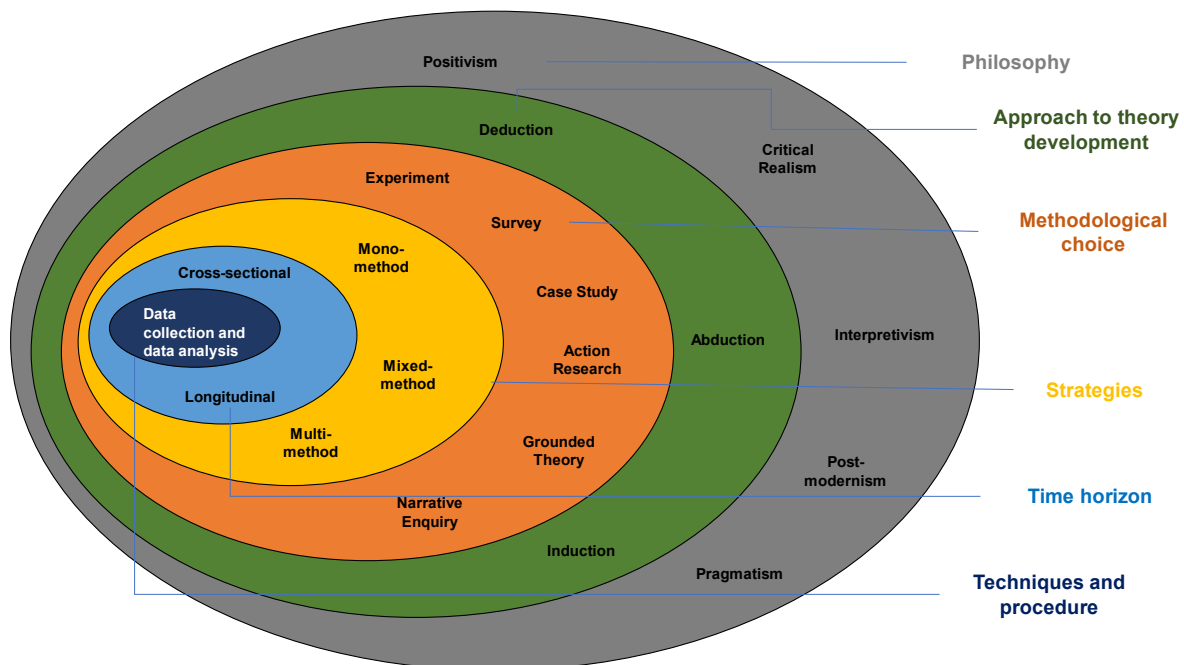 Positivism
Philosophy
Deduction
Approach to theory
development
Critical
Realism
Experiment
Survey
Methodological
choice
Mono-
method
Cross-sectional
Case Study
Data
collection and
data analysis
Interpretivism
Abduction
Action
Research
Mixed-
method
Strategies
Longitudinal
Multi-
method
Grounded
Theory
Post-
modernism
Time horizon
Narrative
Enquiry
Induction
Pragmatism
Techniques and
procedure